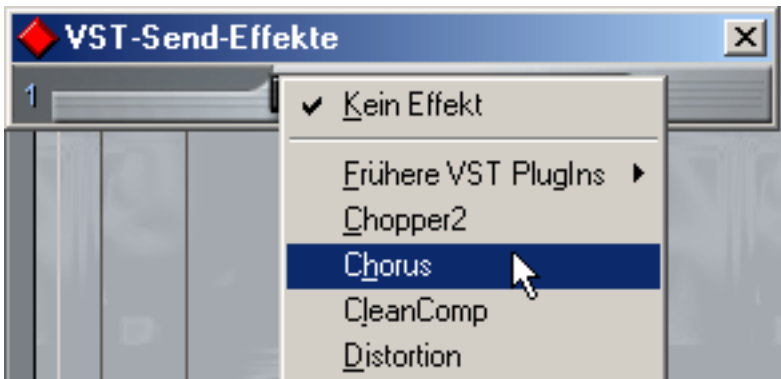 VST-Send-Effekte
1
Kein Effekt
Frühere VST PlugIns
Chopper2
Chorus
CleanComp
Distortion